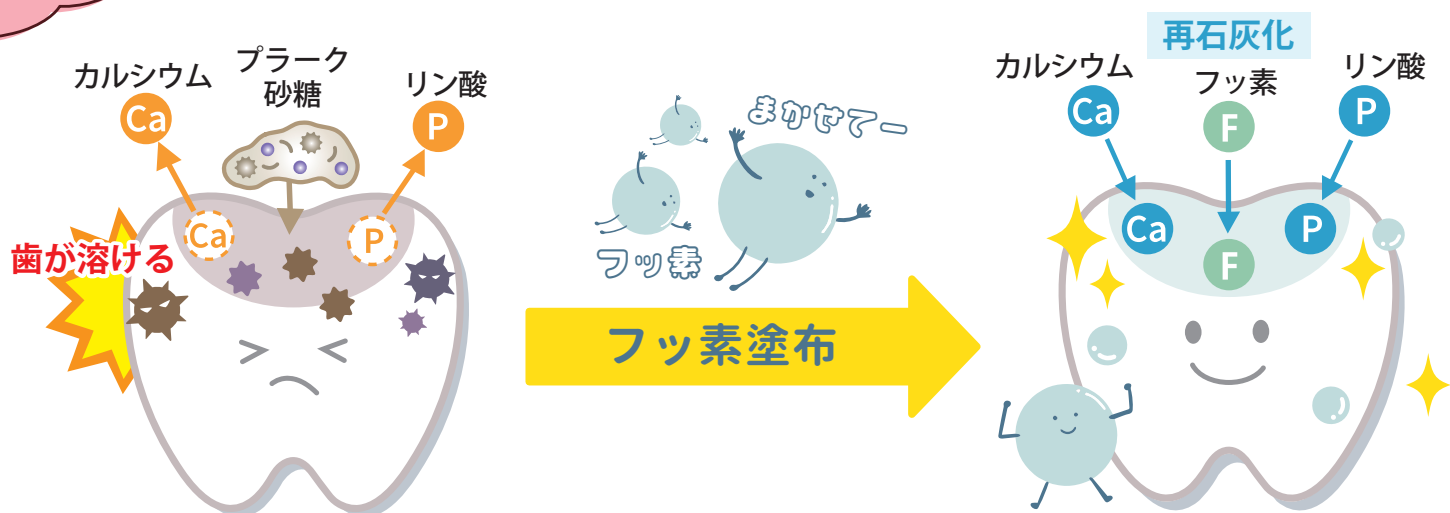 カルシウム
プラーク
砂糖
リン酸
Ca
P
Ca
P
歯が溶ける
まかせてー
フッ素
フッ素塗布
再石灰化
カルシウム
フッ素
リン酸
Ca
F
P
Ca
F
P